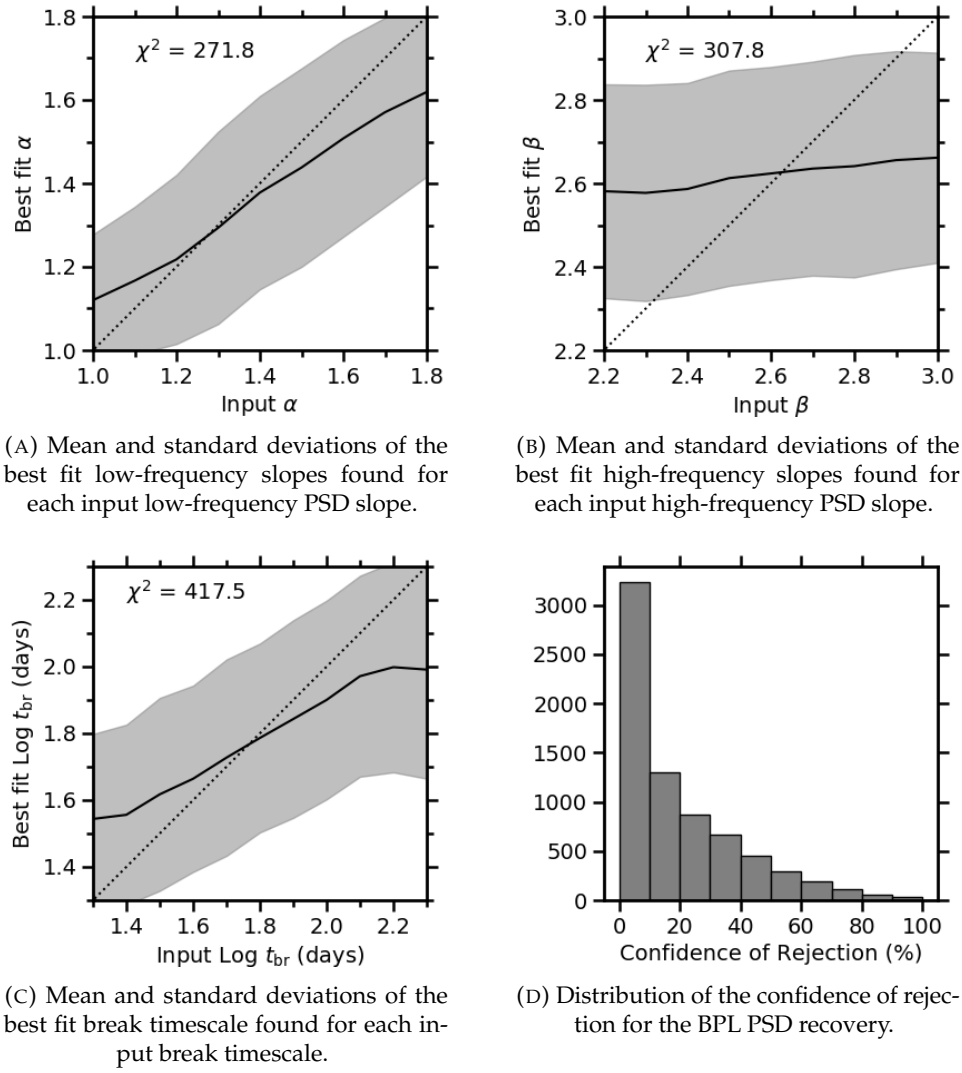 χ² = 271.8
Best fit α
1.8
1.6
1.4
1.2
1.0
1.0 1.2 1.4 1.6 1.8
Input α
(A) Mean and standard deviations of the
best fit low-frequency slopes found for
each input low-frequency PSD slope.
χ² = 307.8
Best fit β
3.0
2.8
2.6
2.4
2.2
2.2 2.4 2.6 2.8 3.0
Input β
(B) Mean and standard deviations of the
best fit high-frequency slopes found for
each input high-frequency PSD slope.
χ² = 417.5
Best fit Log t_br (days)
2.2
2.0
1.8
1.6
1.4
1.4 1.6 1.8 2.0 2.2
Input Log t_br (days)
(C) Mean and standard deviations of the
best fit break timescale found for each in-
put break timescale.
3000
2500
2000
1500
1000
500
0
0 20 40 60 80 100
Confidence of Rejection (%)
(D) Distribution of the confidence of rejec-
tion for the BPL PSD recovery.